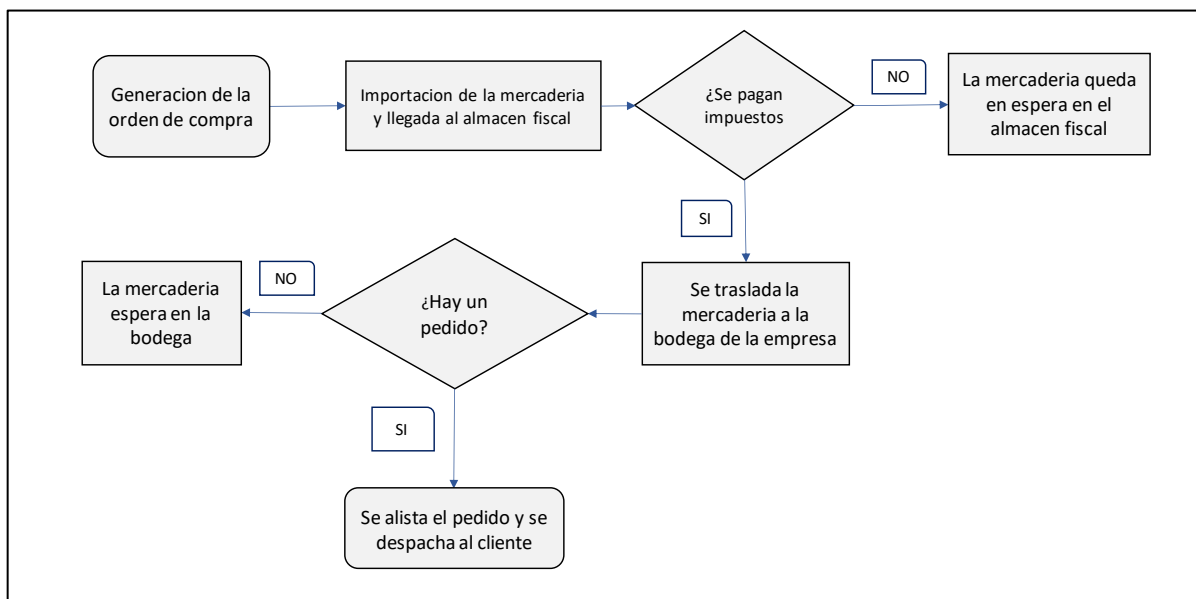 Generacion de la
orden de compra
Importacion de la mercaderia
y llegada al almacen fiscal
¿Se pagan
impuestos
NO
La mercaderia queda
en espera en el
almacen fiscal
SI
Se traslada la
mercaderia a la
bodega de la empresa
¿Hay un
pedido?
NO
La mercaderia
espera en la
bodega
SI
Se alista el pedido y se
despacha al cliente